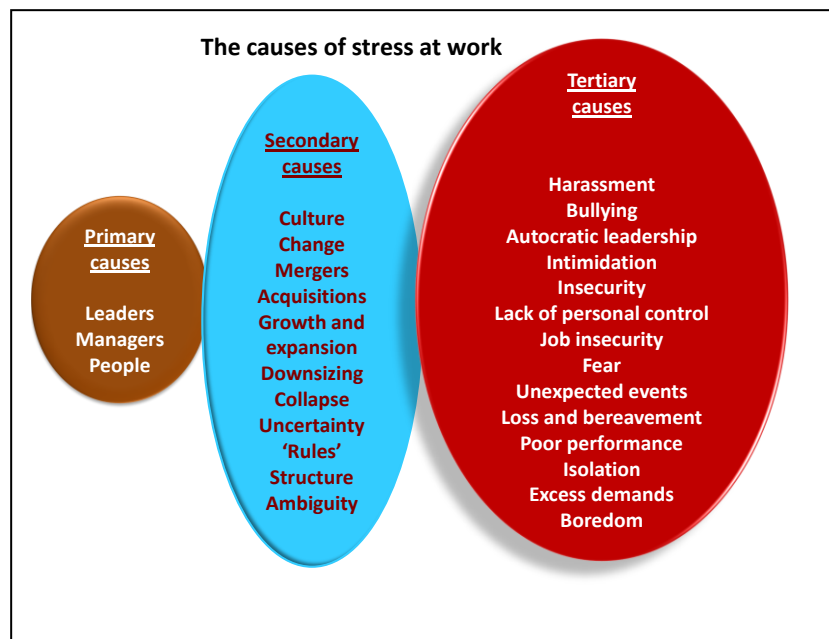 The causes of stress at work
Primary
causes
Leaders
Managers
People
Secondary
causes
Culture
Change
Mergers
Acquisitions
Growth and
expansion
Downsizing
Collapse
Uncertainty
‘Rules’
Structure
Ambiguity
Tertiary
causes
Harassment
Bullying
Autocratic leadership
Intimidation
Insecurity
Lack of personal control
Job insecurity
Fear
Unexpected events
Loss and bereavement
Poor performance
Isolation
Excess demands
Boredom